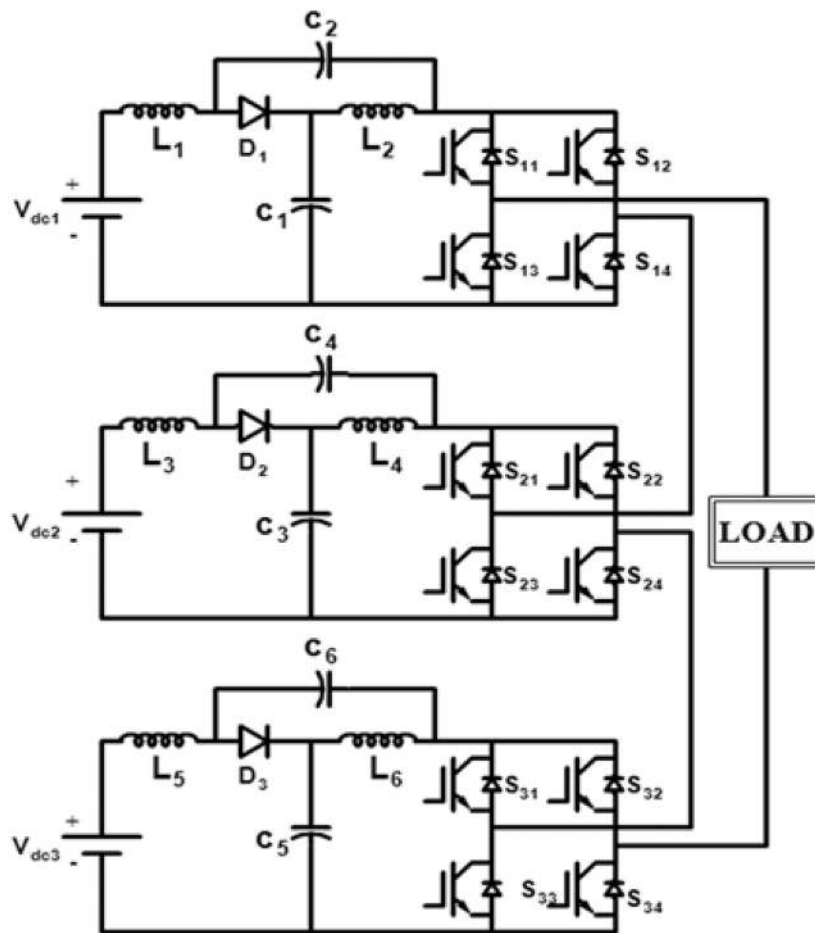 C2
L1 D1 L2 S11 S12
+
Vdc1 C1
-
S13 S14
C4
L3 D2 L4 S21 S22
+
Vdc2 C3
-
LOAD
S23 S24
C6
L5 D3 L6 S31 S32
+
Vdc3 C5
-
S33 S34